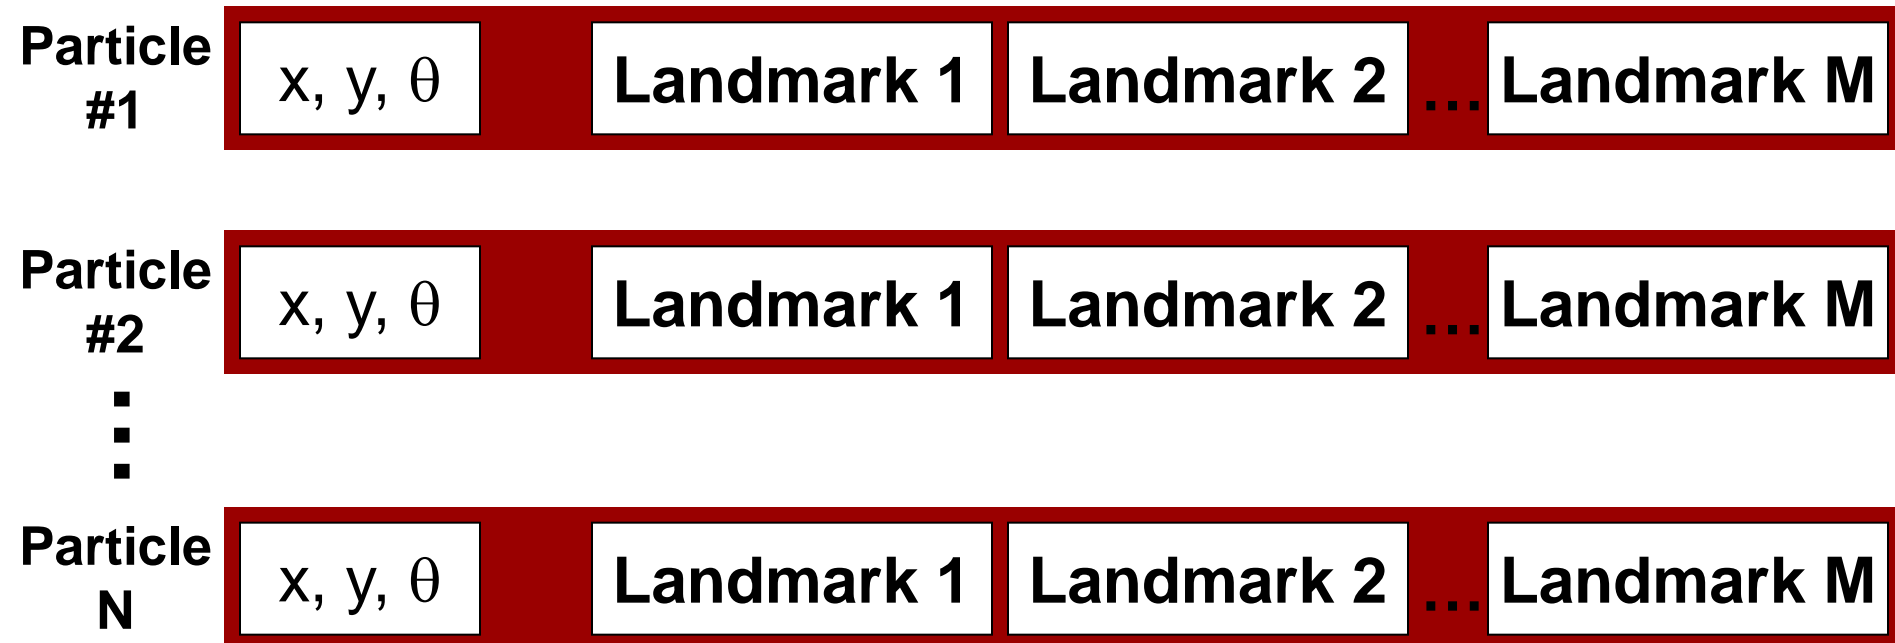 Particle
#1
x, y, θ
Landmark 1
Landmark 2
...
Landmark M
Particle
#2
x, y, θ
Landmark 1
Landmark 2
...
Landmark M
⋮
Particle
N
x, y, θ
Landmark 1
Landmark 2
...
Landmark M